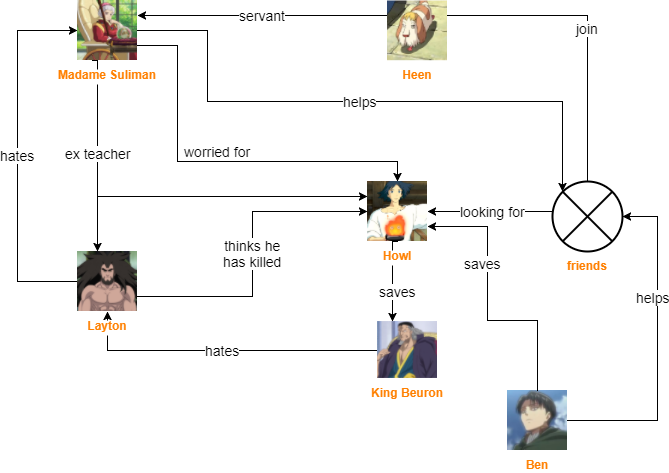 servant
join
Madame Suliman
Heen
helps
hates
ex teacher
worried for
looking for
thinks he
has killed
Howl
saves
friends
saves
helps
Layton
hates
King Beuron
Ben